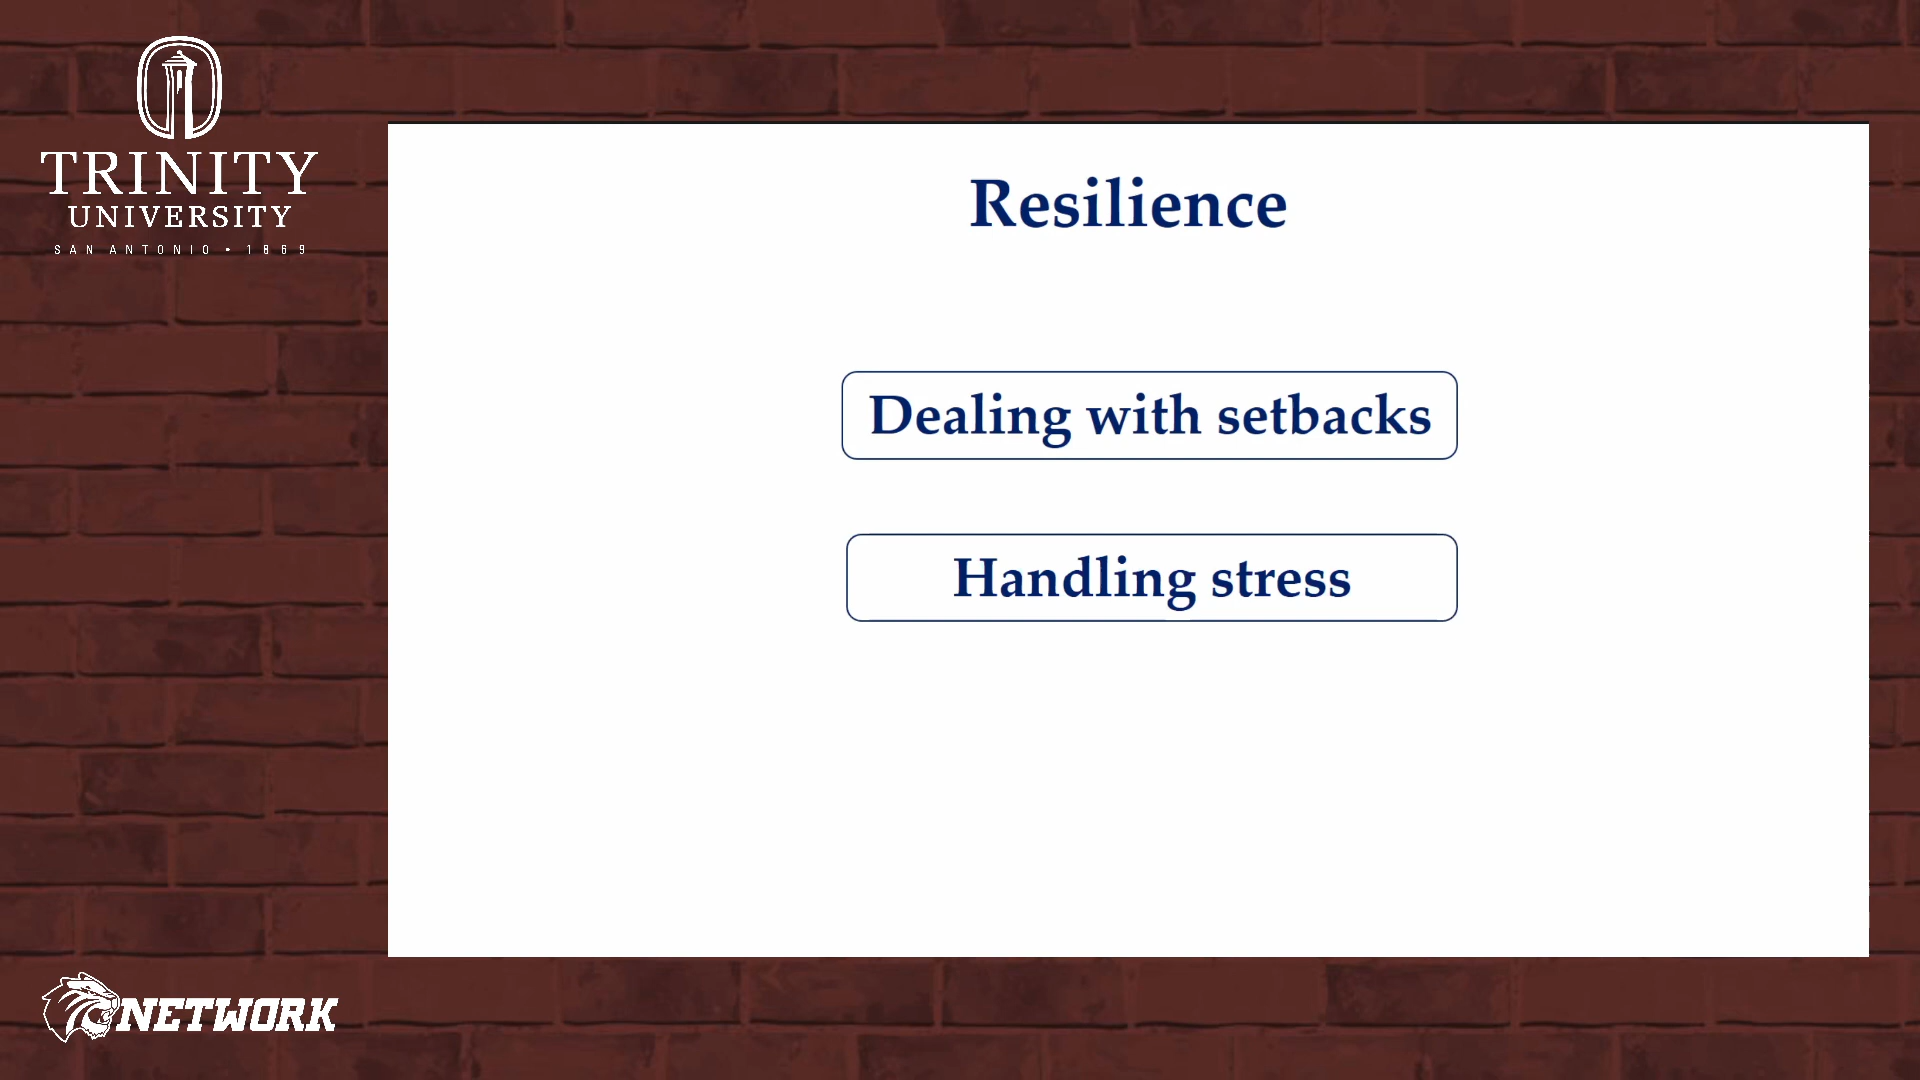 TRINITY
UNIVERSITY
SAN ANTONIO • 1869
Resilience
Dealing with setbacks
Handling stress
NETWORK